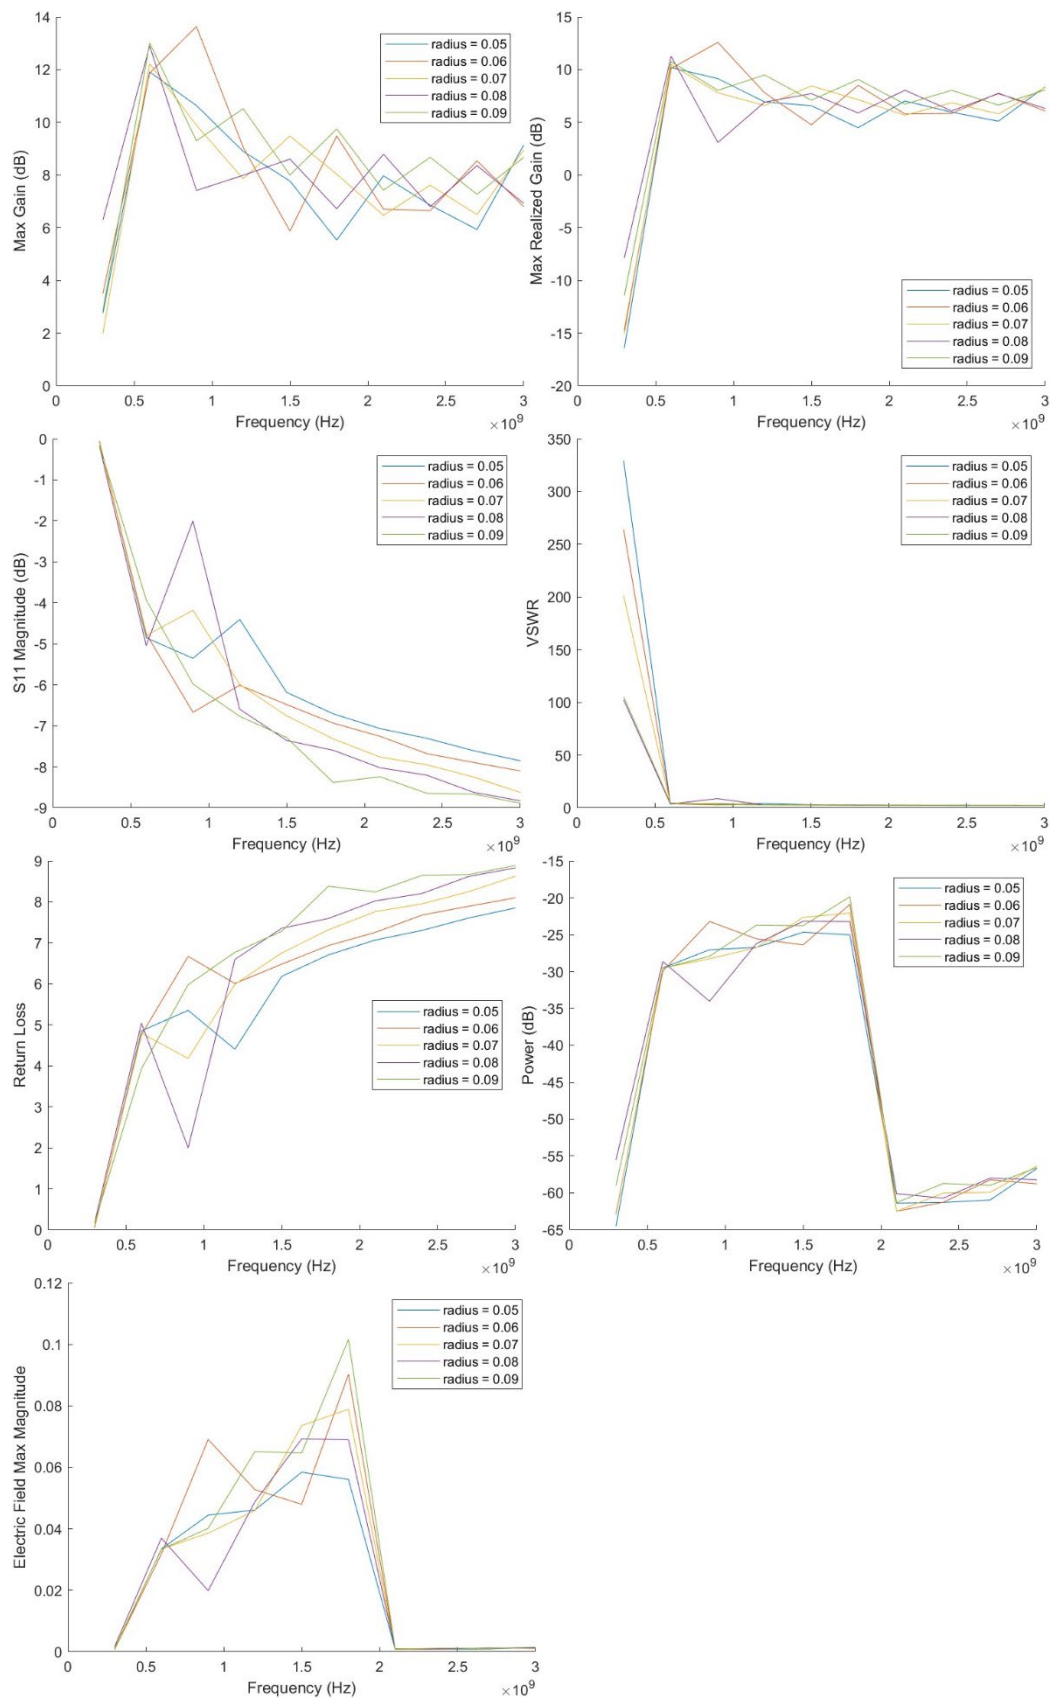 14
12
10
8
6
4
2
0
Max Gain (dB)
radius = 0.05
radius = 0.06
radius = 0.07
radius = 0.08
radius = 0.09
0 0.5 1 1.5 2 2.5 3
Frequency (Hz)
×10⁹
15
10
5
0
-5
-10
-15
-20
Max Realized Gain (dB)
radius = 0.05
radius = 0.06
radius = 0.07
radius = 0.08
radius = 0.09
0 0.5 1 1.5 2 2.5 3
Frequency (Hz)
×10⁹
0
-1
-2
-3
-4
-5
-6
-7
-8
-9
S11 Magnitude (dB)
radius = 0.05
radius = 0.06
radius = 0.07
radius = 0.08
radius = 0.09
0 0.5 1 1.5 2 2.5 3
Frequency (Hz)
×10⁹
350
300
250
200
150
100
50
0
VSWR
radius = 0.05
radius = 0.06
radius = 0.07
radius = 0.08
radius = 0.09
0 0.5 1 1.5 2 2.5 3
Frequency (Hz)
×10⁹
9
8
7
6
5
4
3
2
1
0
Return Loss
radius = 0.05
radius = 0.06
radius = 0.07
radius = 0.08
radius = 0.09
0 0.5 1 1.5 2 2.5 3
Frequency (Hz)
×10⁹
-15
-20
-25
-30
-35
-40
-45
-50
-55
-60
-65
Power (dB)
radius = 0.05
radius = 0.06
radius = 0.07
radius = 0.08
radius = 0.09
0 0.5 1 1.5 2 2.5 3
Frequency (Hz)
×10⁹
0.12
0.1
0.08
0.06
0.04
0.02
0
Electric Field Max Magnitude
radius = 0.05
radius = 0.06
radius = 0.07
radius = 0.08
radius = 0.09
0 0.5 1 1.5 2 2.5 3
Frequency (Hz)
×10⁹